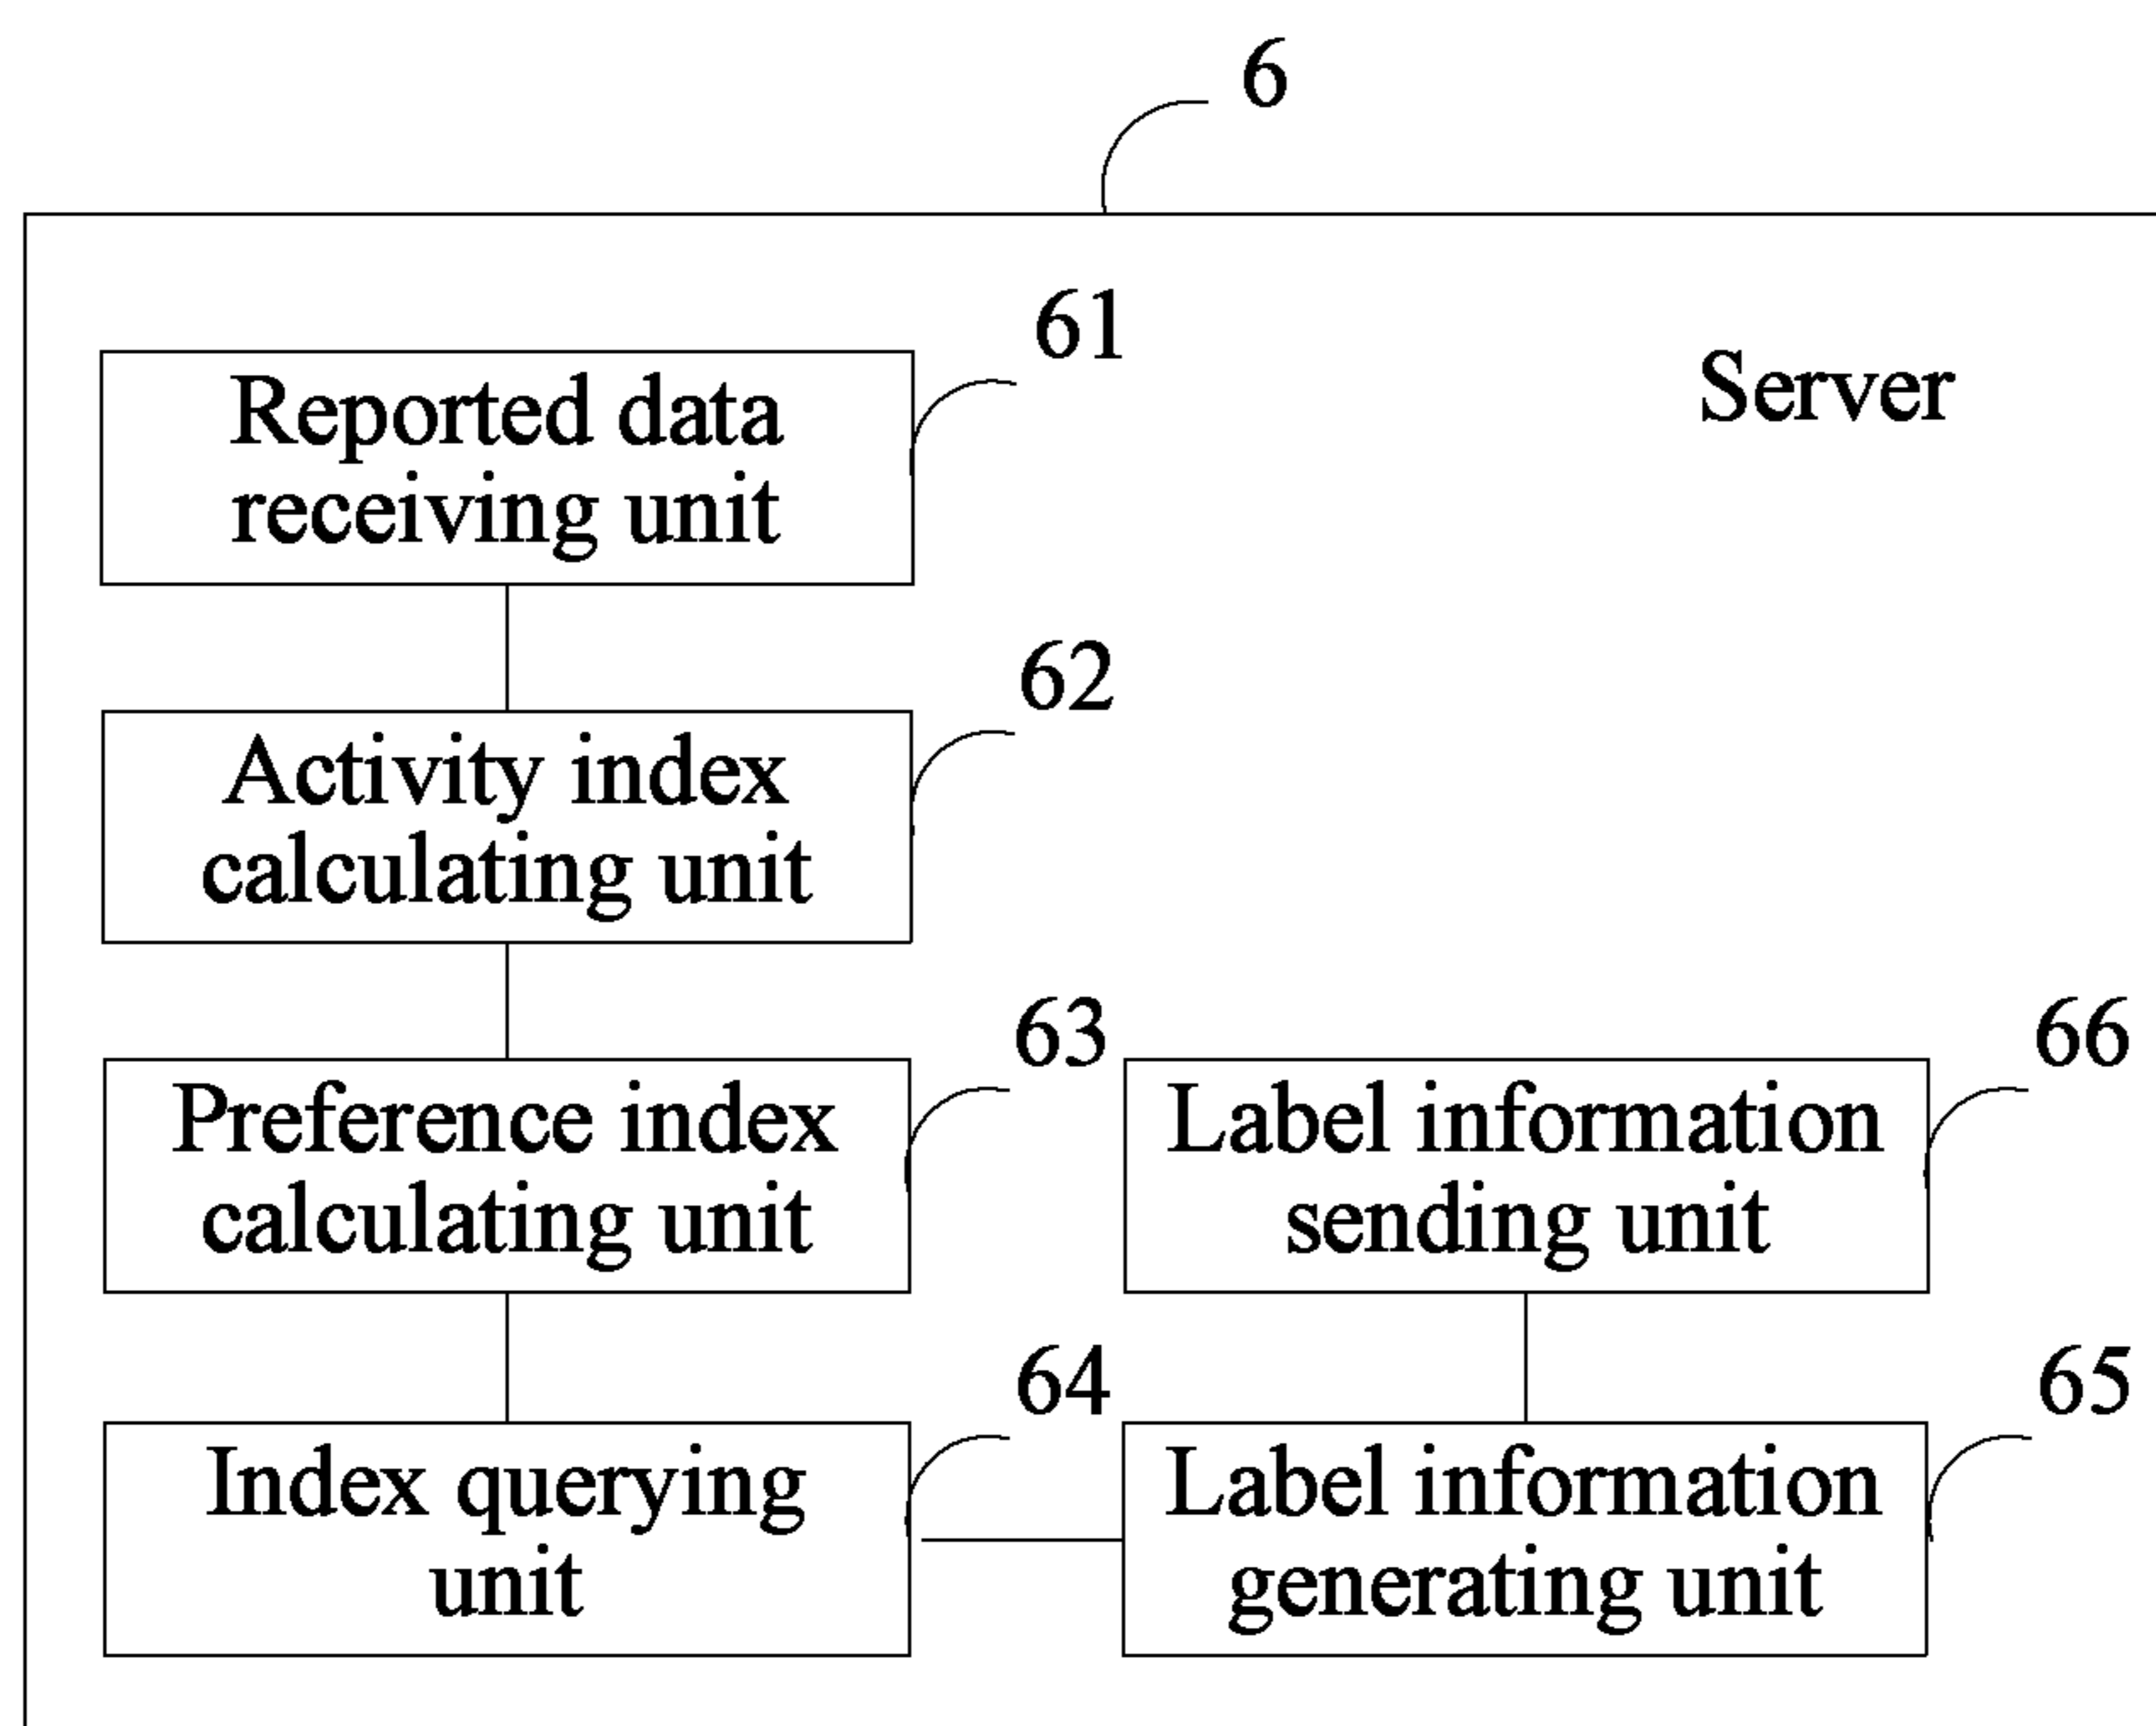 6
61
Server
Reported data
receiving unit
62
Activity index
calculating unit
63
Preference index
calculating unit
66
Label information
sending unit
64
Index querying
unit
65
Label information
generating unit